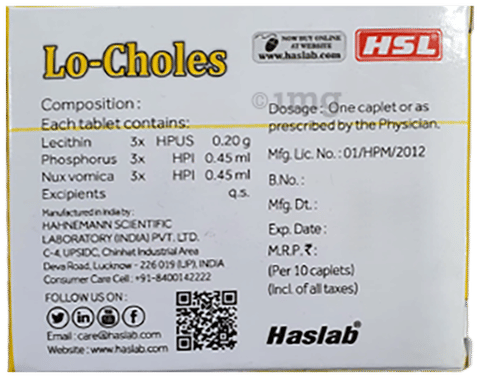 Lo-Choles
NOW BUY ONLINE
AT WEBSITE
www.haslab.com
HSL
Composition :
Each tablet contains:
Lecithin 3x HPUS 0.20 g
Phosphorus 3x HPI 0.45 ml
Nux vomica 3x HPI 0.45 ml
Excipients q.s.
Manufactured in India by :
HAHNEMANN SCIENTIFIC
LABORATORY (INDIA) PVT. LTD.
C-4, UPSIDC, Chinhat Industrial Area
Deva Road, Lucknow - 226 019 (UP), INDIA
Consumer Care Cell : +91-8400142222
FOLLOW US ON :
Email : care@haslab.com
Website : www.haslab.com
©1mg
Dosage : One caplet or as
prescribed by the Physician.
Mfg. Lic. No. : 01/HPM/2012
B.No. :
Mfg. Dt. :
Exp. Date :
M.R.P. ₹ :
(Per 10 caplets)
(Incl. of all taxes)
Haslab®